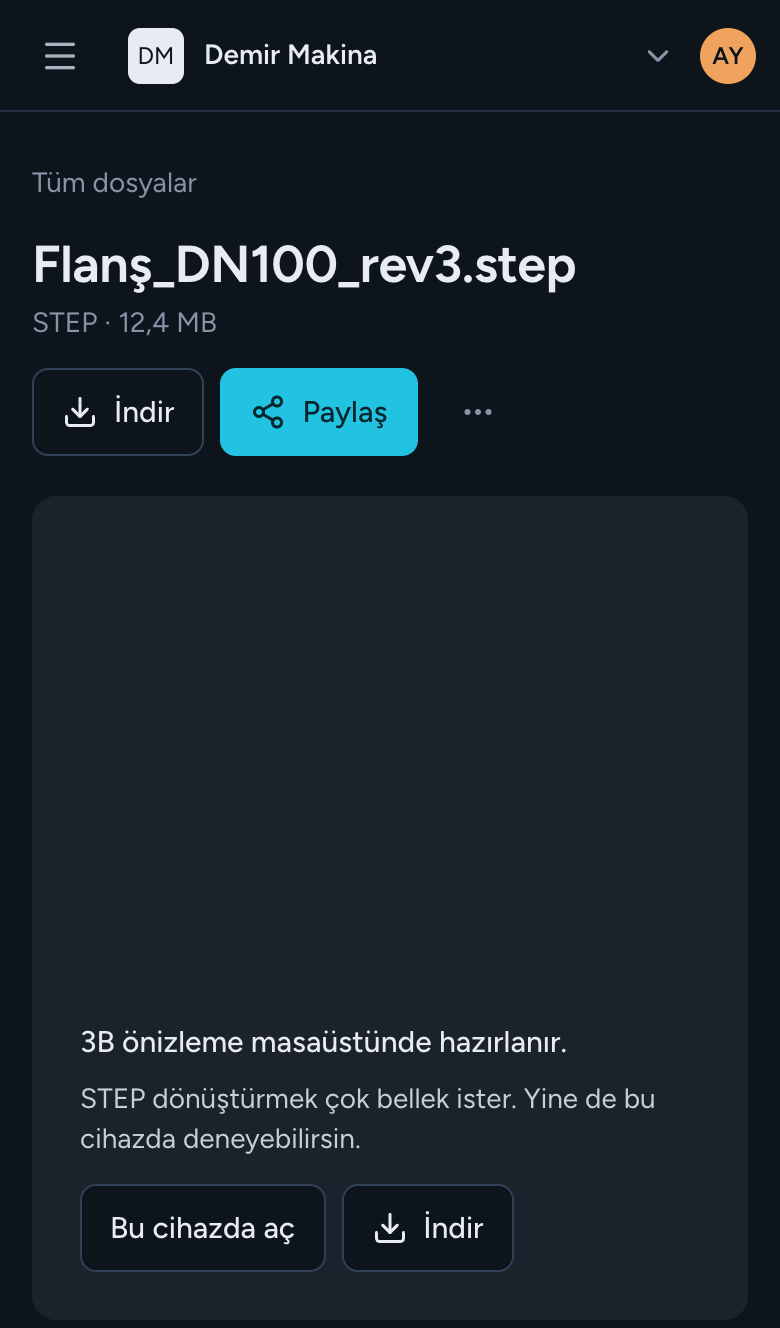 DM Demir Makina AY
Tüm dosyalar
Flanş_DN100_rev3.step
STEP · 12,4 MB
İndir Paylaş
3B önizleme masaüstünde hazırlanır.
STEP dönüştürmek çok bellek ister. Yine de bu
cihazda deneyebilirsin.
Bu cihazda aç İndir